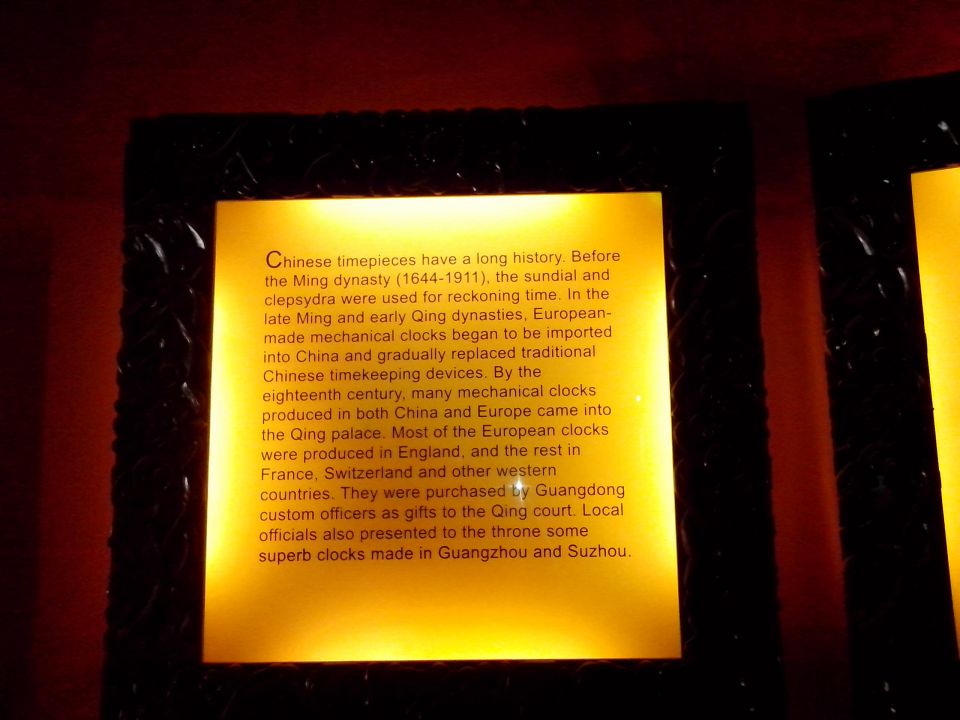 Chinese timepieces have a long history. Before
the Ming dynasty (1644-1911), the sundial and
clepsydra were used for reckoning time. In the
late Ming and early Qing dynasties, European-
made mechanical clocks began to be imported
into China and gradually replaced traditional
Chinese timekeeping devices. By the
eighteenth century, many mechanical clocks
produced in both China and Europe came into
the Qing palace. Most of the European clocks
were produced in England, and the rest in
France, Switzerland and other western
countries. They were purchased by Guangdong
custom officers as gifts to the Qing court. Local
officials also presented to the throne some
superb clocks made in Guangzhou and Suzhou.